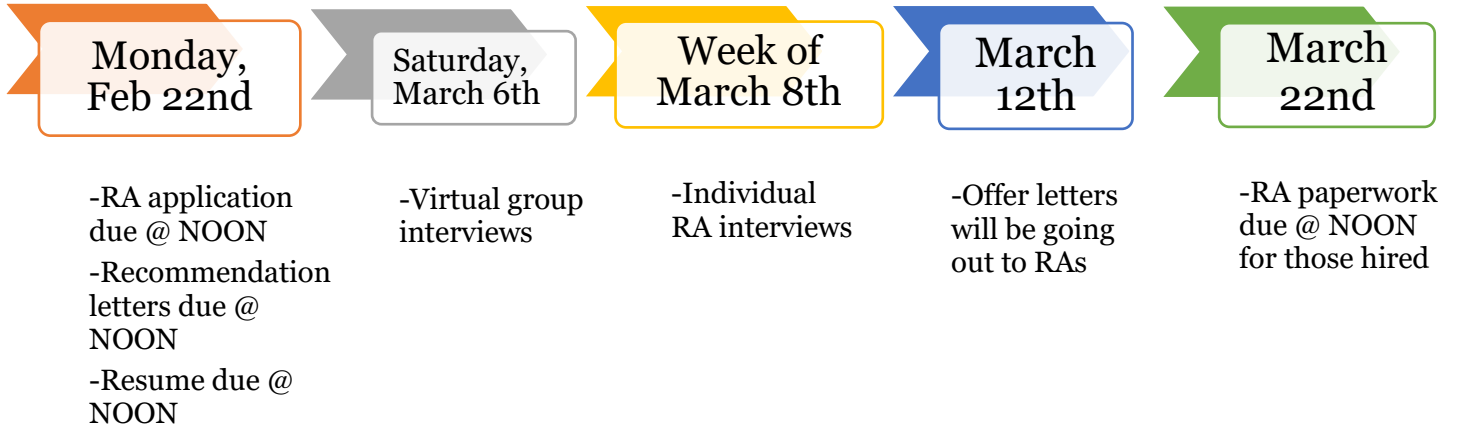 Monday,
Feb 22nd
-RA application
due @ NOON
-Recommendation
letters due @
NOON
-Resume due @
NOON
Saturday,
March 6th
-Virtual group
interviews
Week of
March 8th
-Individual
RA interviews
March
12th
-Offer letters
will be going
out to RAs
March
22nd
-RA paperwork
due @ NOON
for those hired